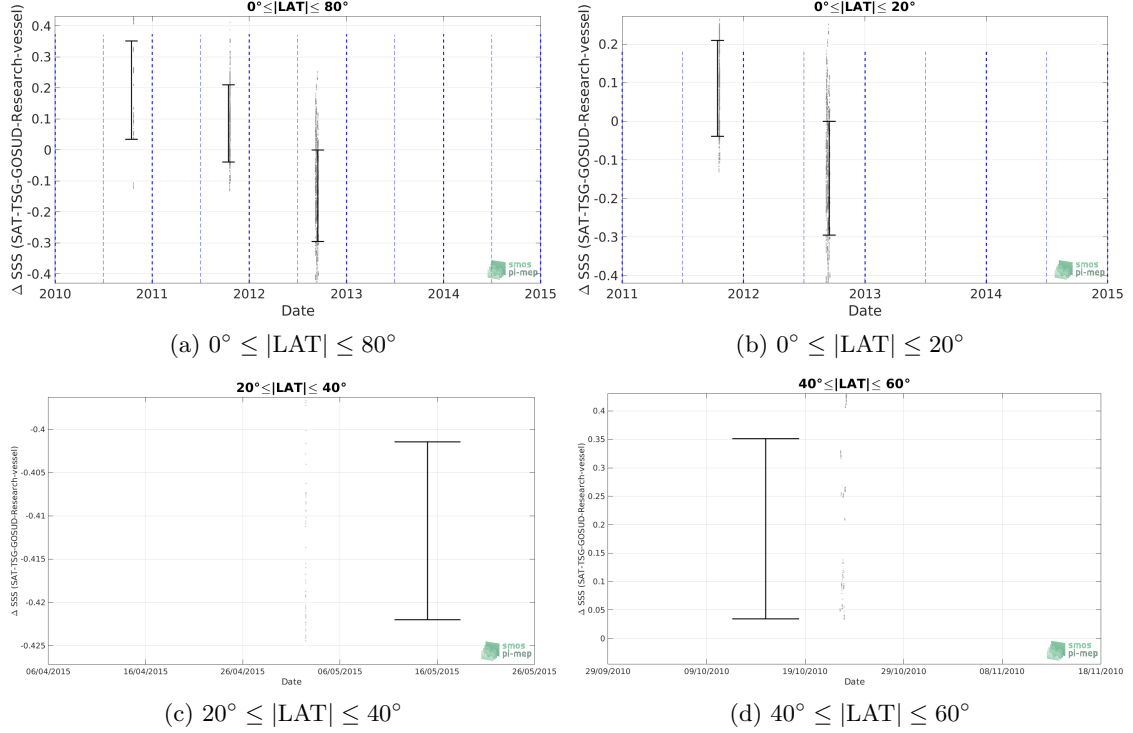 0°≤|LAT|≤ 80°
Δ SSS (SAT-TSG-GOSUD-Research-vessel)
0.4
0.3
0.2
0.1
0
-0.1
-0.2
-0.3
-0.4
2010 2011 2012 2013 2014 2015
Date
smos
pi-mep
(a) 0° ≤ |LAT| ≤ 80°
0°≤|LAT|≤ 20°
Δ SSS (SAT-TSG-GOSUD-Research-vessel)
0.2
0.1
0
-0.1
-0.2
-0.3
-0.4
2011 2012 2013 2014 2015
Date
smos
pi-mep
(b) 0° ≤ |LAT| ≤ 20°
20°≤|LAT|≤ 40°
Δ SSS (SAT-TSG-GOSUD-Research-vessel)
-0.4
-0.405
-0.41
-0.415
-0.42
-0.425
06/04/2015 16/04/2015 26/04/2015 06/05/2015 16/05/2015 26/05/2015
Date
smos
pi-mep
(c) 20° ≤ |LAT| ≤ 40°
40°≤|LAT|≤ 60°
Δ SSS (SAT-TSG-GOSUD-Research-vessel)
0.4
0.35
0.3
0.25
0.2
0.15
0.1
0.05
0
29/09/2010 09/10/2010 19/10/2010 29/10/2010 08/11/2010 18/11/2010
Date
smos
pi-mep
(d) 40° ≤ |LAT| ≤ 60°